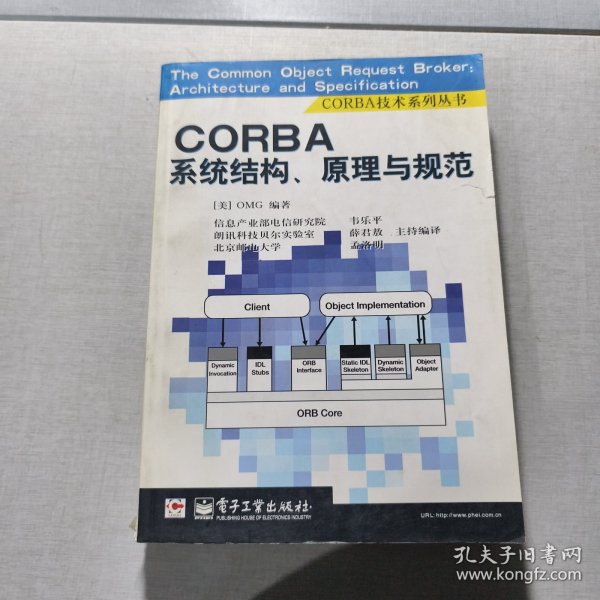 The Common Object Request Broker:
Architecture and Specification
CORBA技术系列丛书
CORBA
系统结构、原理与规范
[美] OMG 编著
信息产业部电信研究院 韦乐平
朗讯科技贝尔实验室 薛君敖 主持编译
北京邮电大学 孟洛明
Client
Object Implementation
Dynamic Invocation
IDL Stubs
ORB Interface
Static IDL Skeleton
Dynamic Skeleton
Object Adapter
ORB Core
电子工业出版社
PUBLISHING HOUSE OF ELECTRONICS INDUSTRY
URL: http://www.phei.com.cn
孔夫子旧书网
www.kongfz.com